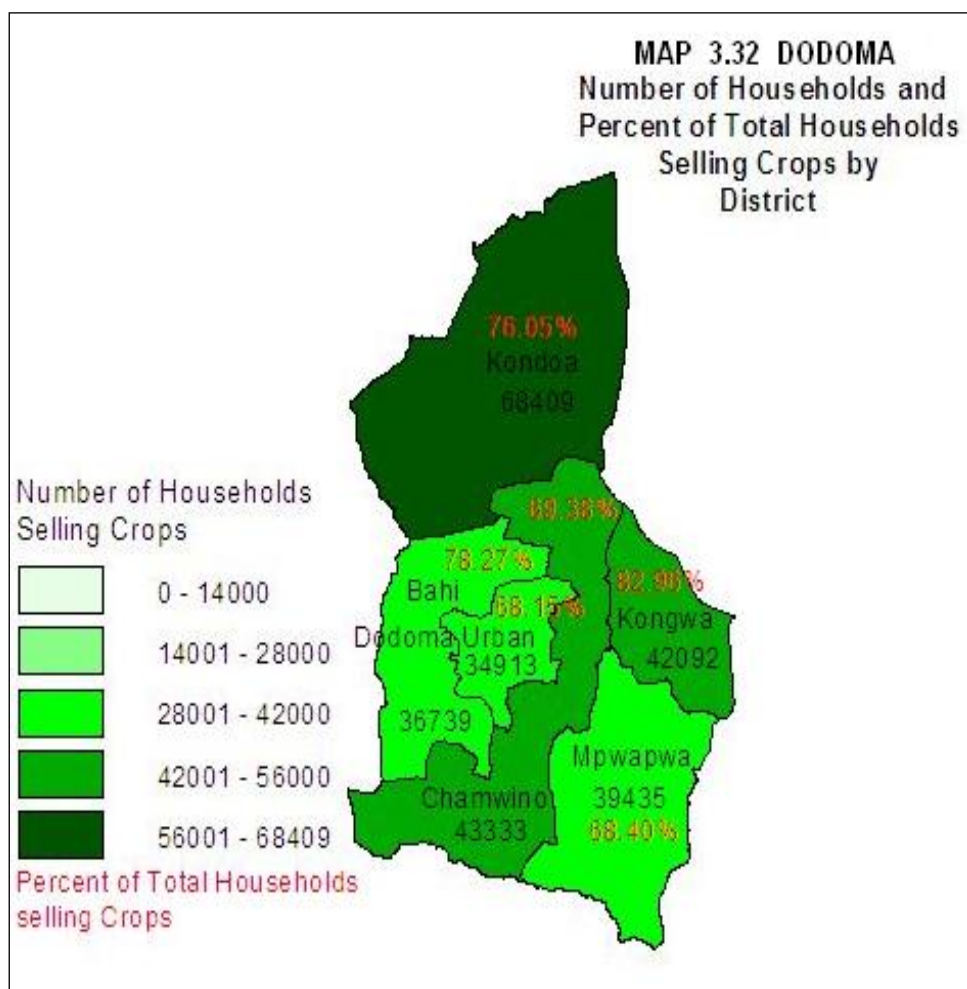 MAP 3.32 DODOMA
Number of Households and
Percent of Total Households
Selling Crops by
District
76.05%
Kondoa
68409
69.38%
78.27%
Bahi
68.15%
82.96%
Kongwa
42092
Dodoma Urban
34913
36739
Mpwapwa
39435
68.40%
Chamwino
43333
Number of Households
Selling Crops
0 - 14000
14001 - 28000
28001 - 42000
42001 - 56000
56001 - 68409
Percent of Total Households
selling Crops